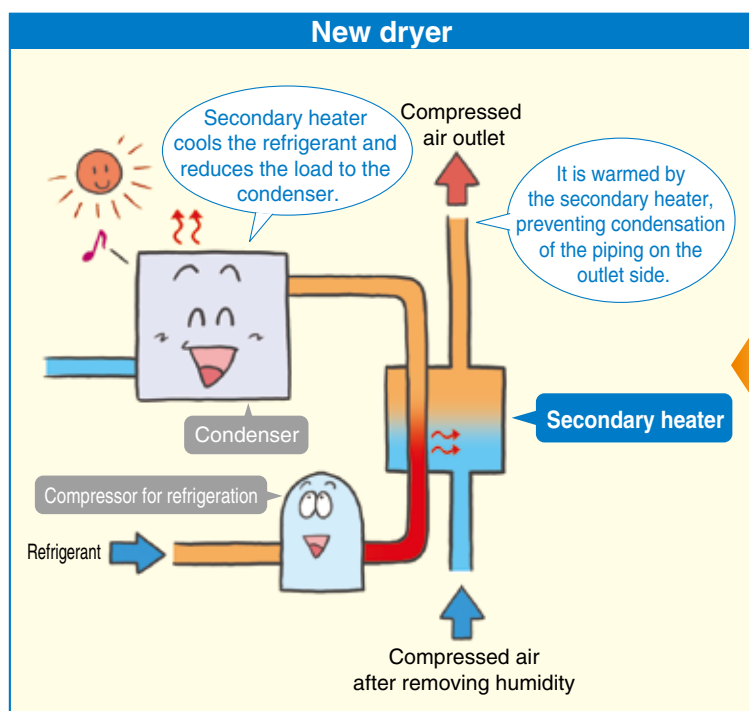 New dryer
Secondary heater
cools the refrigerant and
reduces the load to the
condenser.
Compressed
air outlet
It is warmed by
the secondary heater,
preventing condensation
of the piping on the
outlet side.
Condenser
Secondary heater
Compressor for refrigeration
Refrigerant
Compressed air
after removing humidity